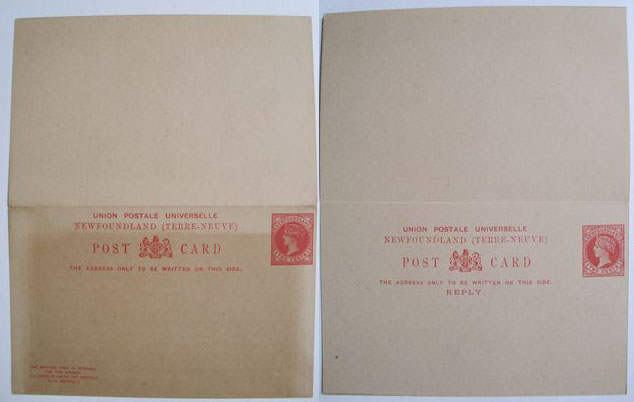 UNION POSTALE UNIVERSELLE
NEWFOUNDLAND (TERRE-NEUVE)
POST CARD
THE ADDRESS ONLY TO BE WRITTEN ON THIS SIDE.
UNION POSTALE UNIVERSELLE
NEWFOUNDLAND (TERRE-NEUVE)
POST CARD
THE ADDRESS ONLY TO BE WRITTEN ON THIS SIDE.
REPLY.